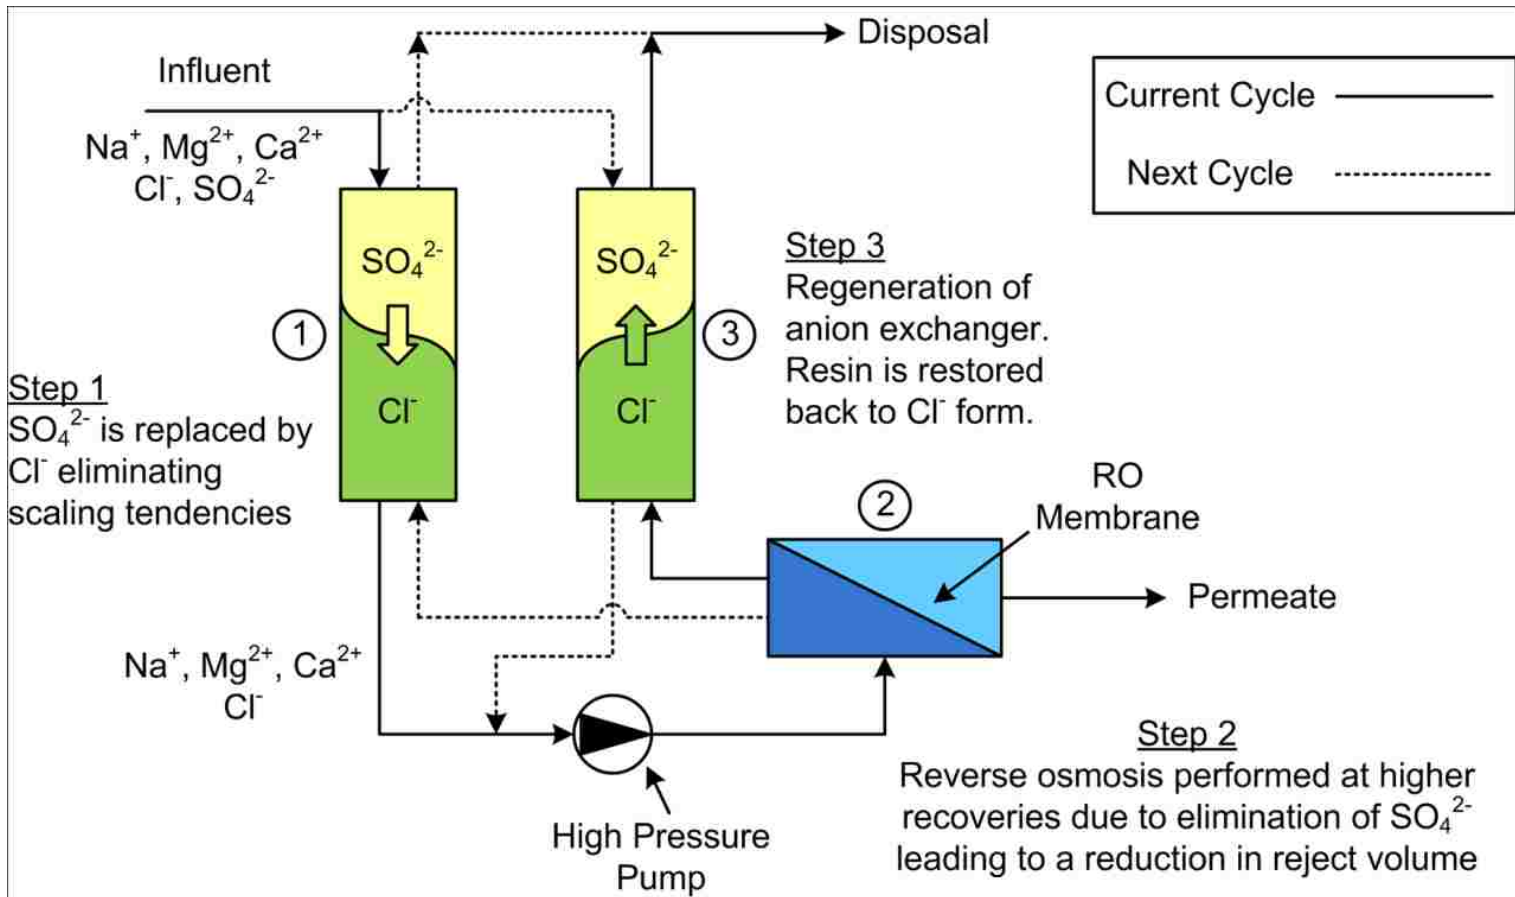 Disposal
Influent
Na⁺, Mg²⁺, Ca²⁺
Cl⁻, SO₄²⁻
Current Cycle
Next Cycle
SO₄²⁻
Cl⁻
1
SO₄²⁻
Cl⁻
3
Step 1
SO₄²⁻ is replaced by
Cl⁻ eliminating
scaling tendencies
Step 3
Regeneration of
anion exchanger.
Resin is restored
back to Cl⁻ form.
2
RO
Membrane
Permeate
Na⁺, Mg²⁺, Ca²⁺
Cl⁻
High Pressure
Pump
Step 2
Reverse osmosis performed at higher
recoveries due to elimination of SO₄²⁻
leading to a reduction in reject volume